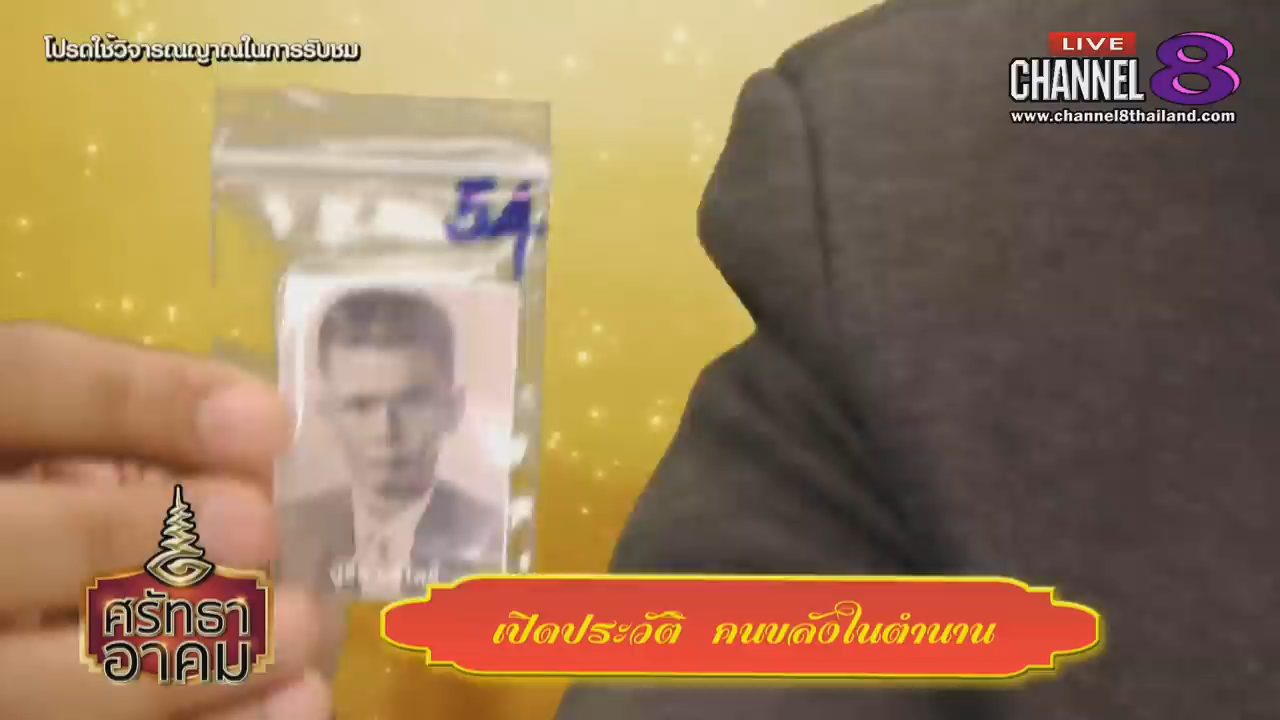 โปรดใช้วิจารณญาณในการรับชม
LIVE
CHANNEL 8
www.channel8thailand.com
54
ศรัทธา
อาคม
เปิดประวัติ คนขลังในตำนาน